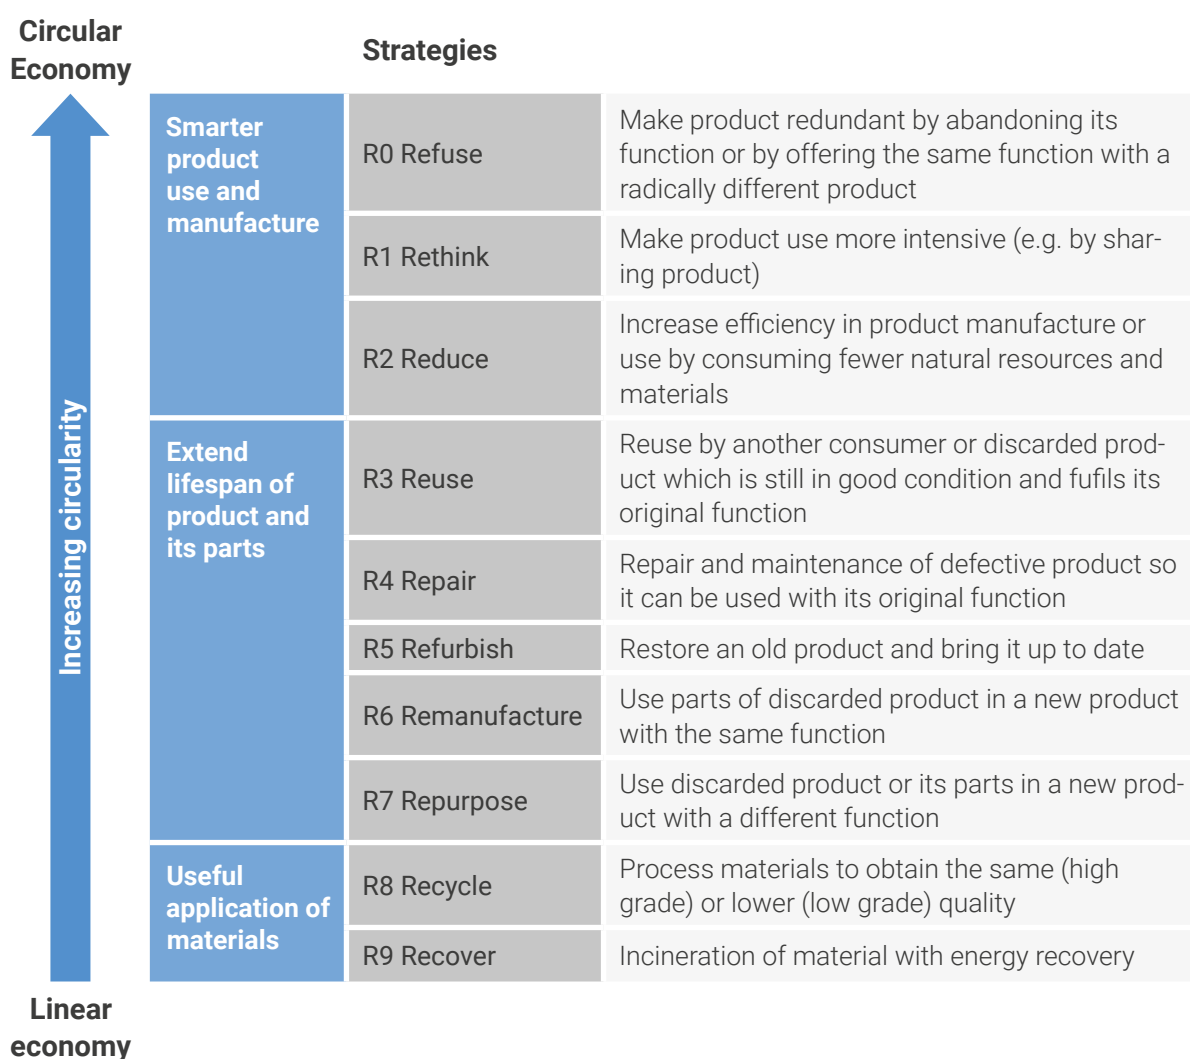 Circular
Economy
Strategies
Increasing circularity
Smarter
product
use and
manufacture
R0 Refuse
Make product redundant by abandoning its
function or by offering the same function with a
radically different product
R1 Rethink
Make product use more intensive (e.g. by shar-
ing product)
R2 Reduce
Increase efficiency in product manufacture or
use by consuming fewer natural resources and
materials
Extend
lifespan of
product and
its parts
R3 Reuse
Reuse by another consumer or discarded prod-
uct which is still in good condition and fufils its
original function
R4 Repair
Repair and maintenance of defective product so
it can be used with its original function
R5 Refurbish
Restore an old product and bring it up to date
R6 Remanufacture
Use parts of discarded product in a new product
with the same function
R7 Repurpose
Use discarded product or its parts in a new prod-
uct with a different function
Useful
application of
materials
R8 Recycle
Process materials to obtain the same (high
grade) or lower (low grade) quality
R9 Recover
Incineration of material with energy recovery
Linear
economy